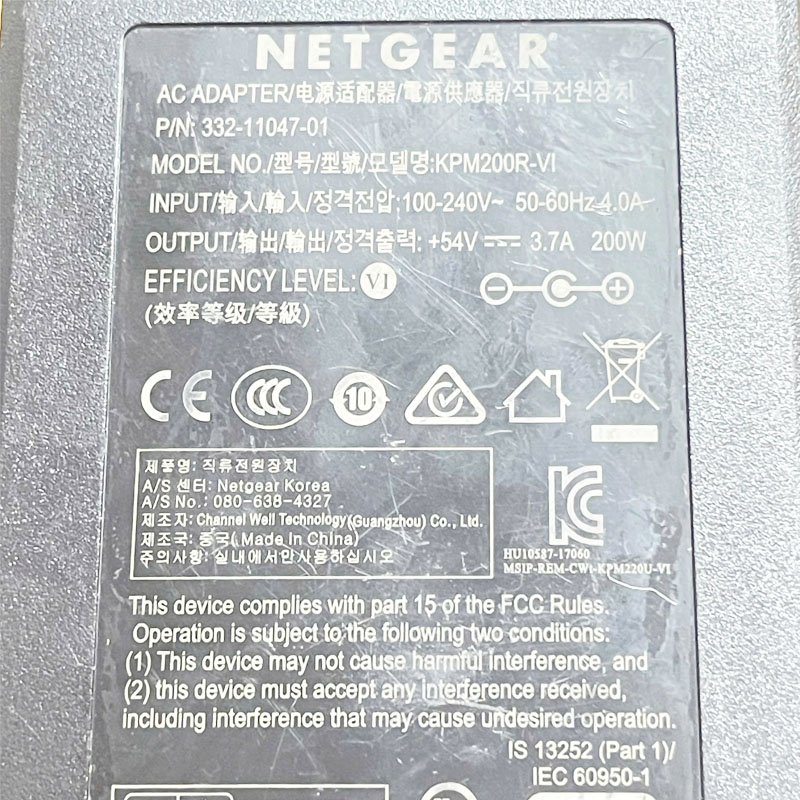 NETGEAR®
AC ADAPTER/电源适配器/電源供應器/직류전원장치
P/N: 332-11047-01
MODEL NO./型号/型號/모델명:KPM200R-VI
INPUT/输入/輸入/정격전압:100-240V~ 50-60Hz 4.0A
OUTPUT/输出/輸出/정격출력: +54V 3.7A 200W
EFFICIENCY LEVEL: VI
(效率等级/等級)
CE CCC 10
제품명: 직류전원장치
A/S 센터: Netgear Korea
A/S No.: 080-638-4327
제조자: Channel Well Technology(Guangzhou) Co., Ltd.
제조국: 중국( Made in China)
주의사항: 실내에서만사용하십시오
KC
HU10587-17060
MSIP-REM-CWt-KPM220U-VI
This device complies with part 15 of the FCC Rules.
Operation is subject to the following two conditions:
(1) This device may not cause harmful interference, and
(2) this device must accept any interference received,
including interference that may cause undesired operation.
IS 13252 (Part 1)/
IEC 60950-1